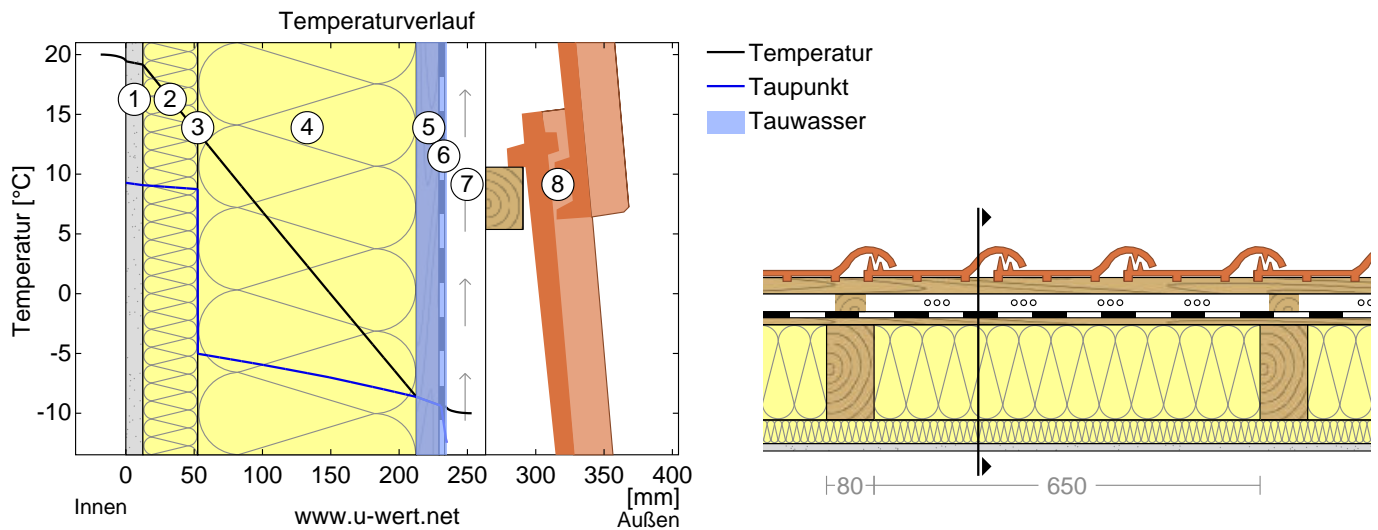 Temperaturverlauf
Temperatur [°C]
20
15
10
5
0
-5
-10
1
2
3
4
5
6
7
8
0
50
100
150
200
250
300
350
400
[mm]
Innen
www.u-wert.net
Außen
Temperatur
Taupunkt
Tauwasser
80
650